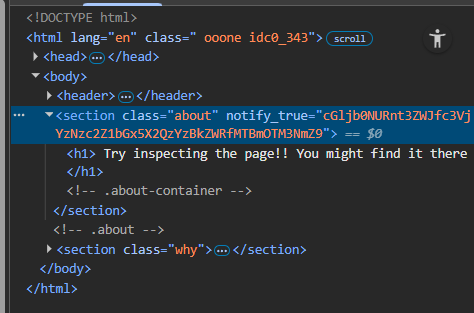 <!DOCTYPE html>
<html lang="en" class=" ooone idc0_343"> scroll
<head> … </head>
<body>
<header> … </header>
… <section class="about" notify_true="cGljb0NURnt3ZWJfc3Vj
YzNzc2Z1bGx5X2QzYzBkZWRfMTBmOTM3NmZ9"> == $0
<h1> Try inspecting the page!! You might find it there
</h1>
<!-- .about-container -->
</section>
<!-- .about -->
<section class="why"> … </section>
</body>
</html>